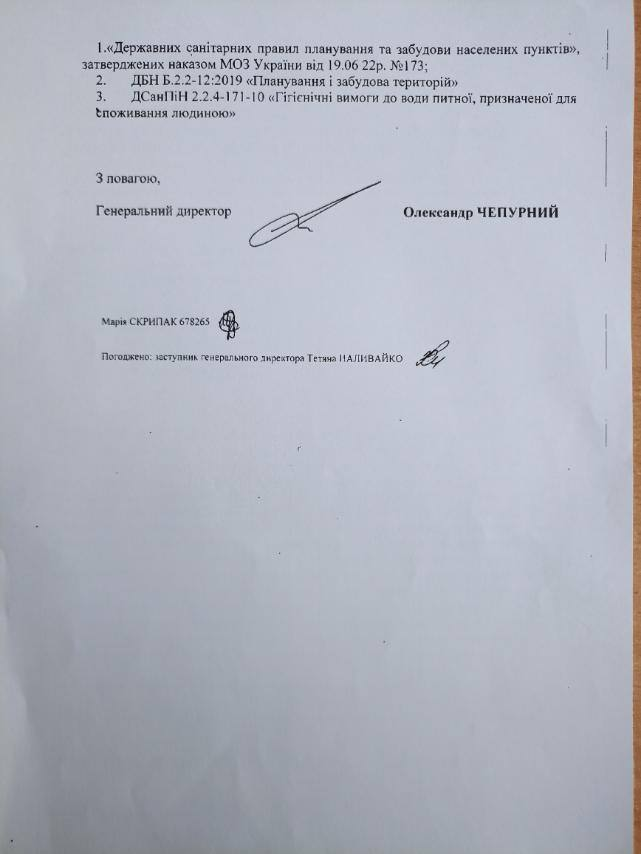 1.«Державних санітарних правил планування та забудови населених пунктів»,
затверджених наказом МОЗ України від 19.06 22р. №173;
2. ДБН Б.2.2-12:2019 «Планування і забудова територій»
3. ДСанПіН 2.2.4-171-10 «Гігієнічні вимоги до води питної, призначеної для
споживання людиною»
З повагою,
Генеральний директор Олександр ЧЕПУРНИЙ
Марія СКРИПАК 678265
Погоджено: заступник генерального директора Тетяна НАЛИВАЙКО